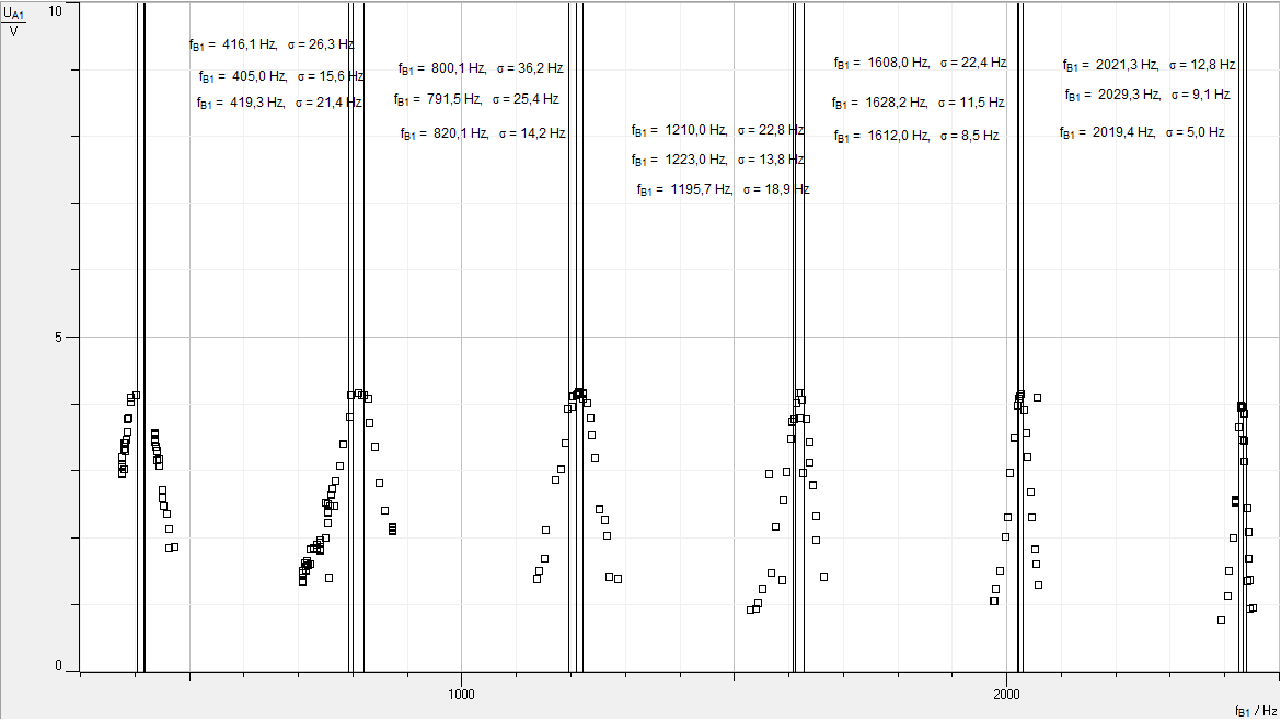 U_A1
V
10
f_B1 = 416,1 Hz, σ = 26,3 Hz
f_B1 = 405,0 Hz, σ = 15,6 Hz
f_B1 = 419,3 Hz, σ = 21,4 Hz
f_B1 = 800,1 Hz, σ = 36,2 Hz
f_B1 = 791,5 Hz, σ = 25,4 Hz
f_B1 = 820,1 Hz, σ = 14,2 Hz
f_B1 = 1210,0 Hz, σ = 22,8 Hz
f_B1 = 1223,0 Hz, σ = 13,8 Hz
f_B1 = 1195,7 Hz, σ = 18,9 Hz
f_B1 = 1608,0 Hz, σ = 22,4 Hz
f_B1 = 1628,2 Hz, σ = 11,5 Hz
f_B1 = 1612,0 Hz, σ = 8,5 Hz
f_B1 = 2021,3 Hz, σ = 12,8 Hz
f_B1 = 2029,3 Hz, σ = 9,1 Hz
f_B1 = 2019,4 Hz, σ = 5,0 Hz
5
0
1000
2000
f_B1 / Hz